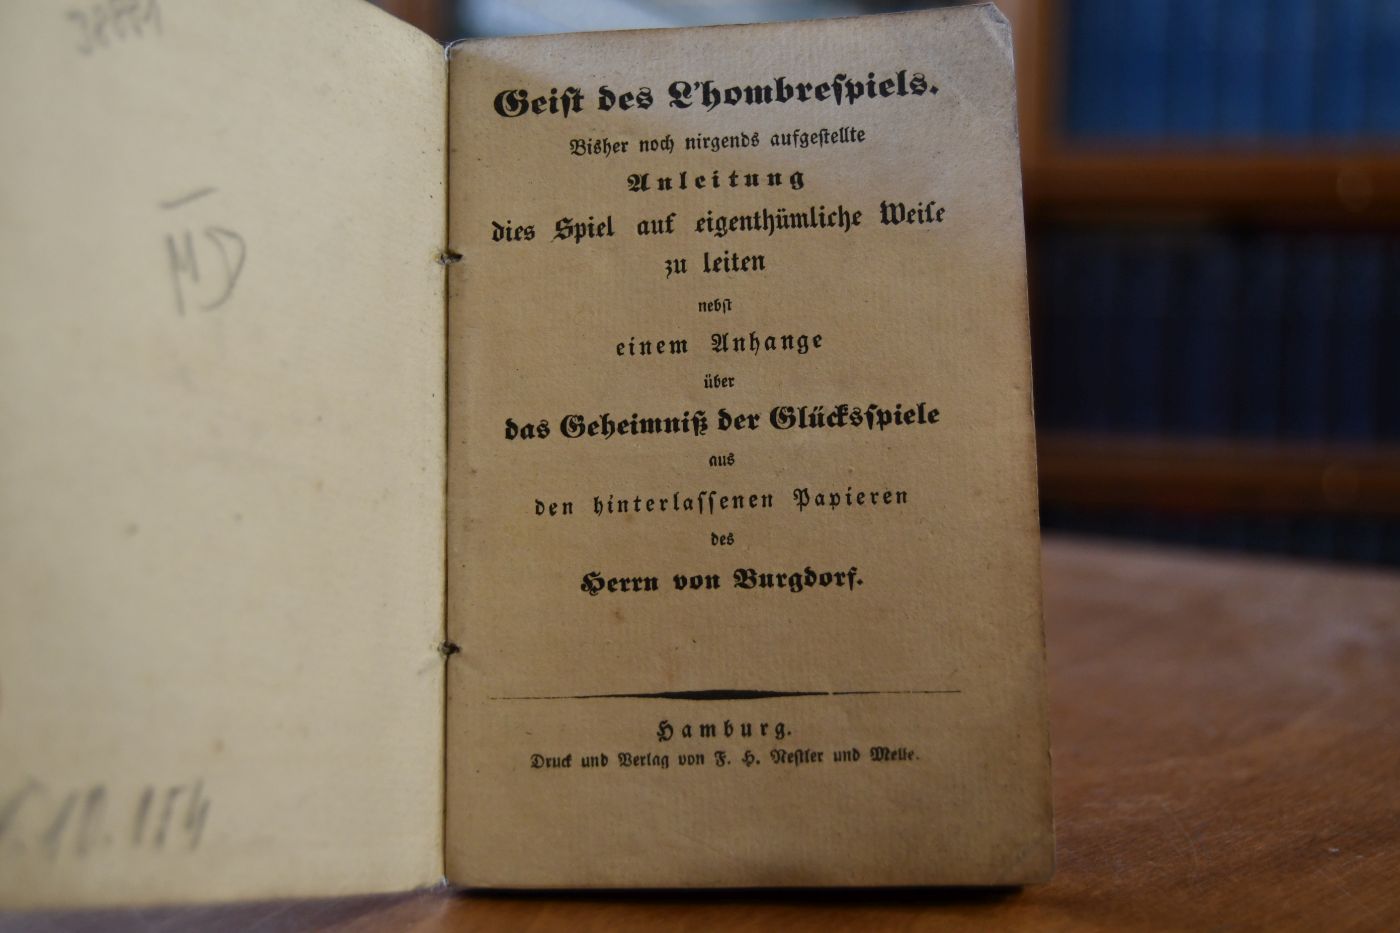 MD
Geist des L'hombrespiels.
Bisher noch nirgends aufgestellte
Anleitung
dies Spiel auf eigenthümliche Weise
zu leiten
nebst
einem Anhange
über
das Geheimniß der Glücksspiele
aus
den hinterlassenen Papieren
des
Herrn von Burgdorf.
Hamburg.
Druck und Verlag von F. H. Nestler und Melle.